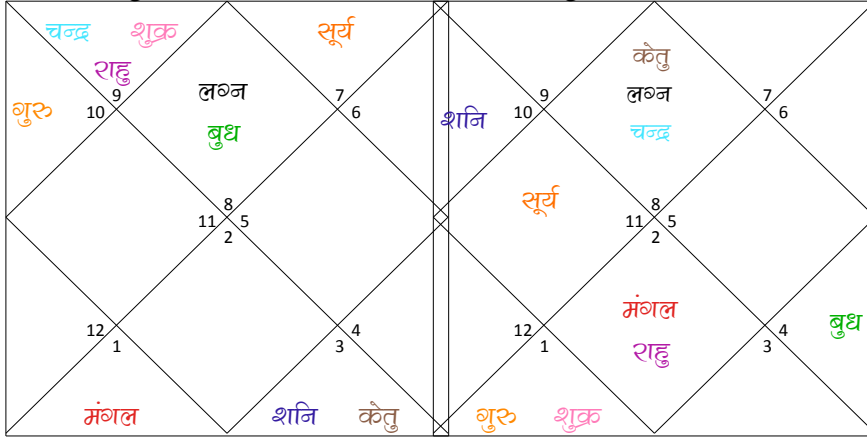 चन्द्र शुक्र सूर्य
राहु
गुरु
लग्न
बुध
9 7
10 6
8
11 5
2
12 4
1 3
मंगल शनि केतु
केतु
शनि लग्न
चन्द्र
9 7
10 6
सूर्य
8
11 5
2
मंगल
राहु
बुध
12 4
1 3
गुरु शुक्र